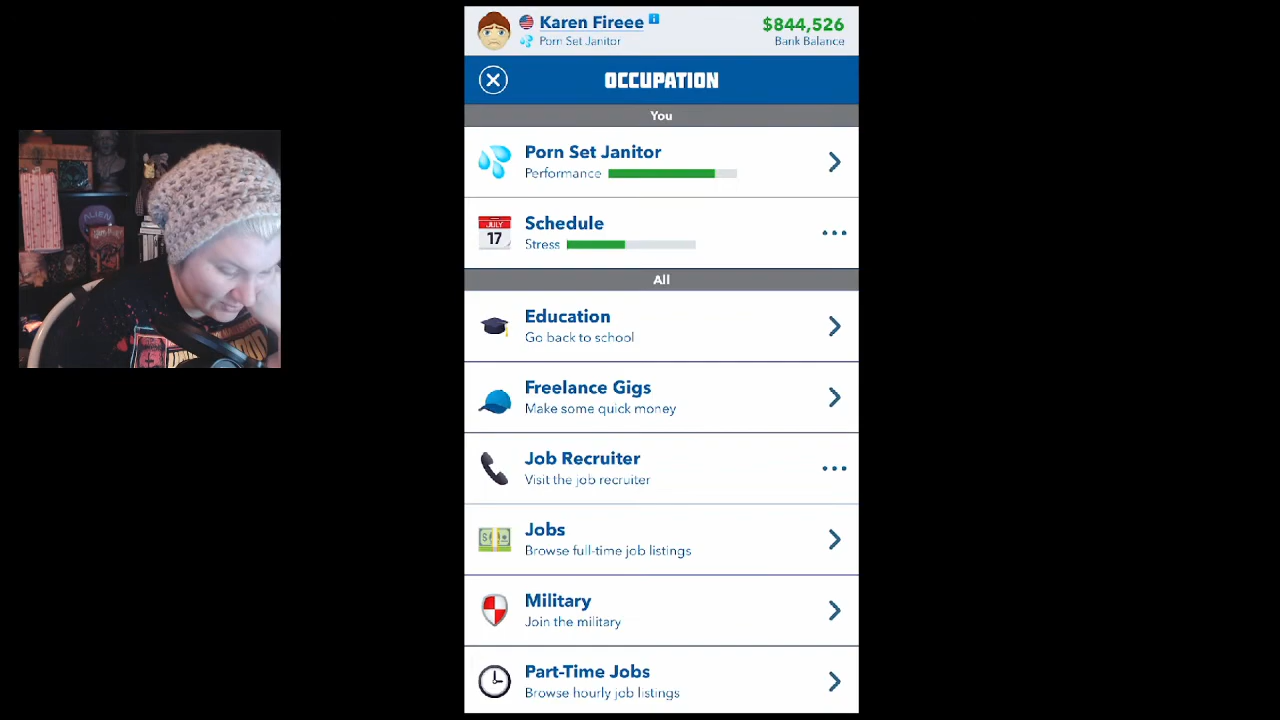 Karen Fireee
Porn Set Janitor
$844,526
Bank Balance
OCCUPATION
You
Porn Set Janitor
Performance
JULY
17
Schedule
Stress
All
Education
Go back to school
Freelance Gigs
Make some quick money
Job Recruiter
Visit the job recruiter
Jobs
Browse full-time job listings
Military
Join the military
Part-Time Jobs
Browse hourly job listings
ALIEN